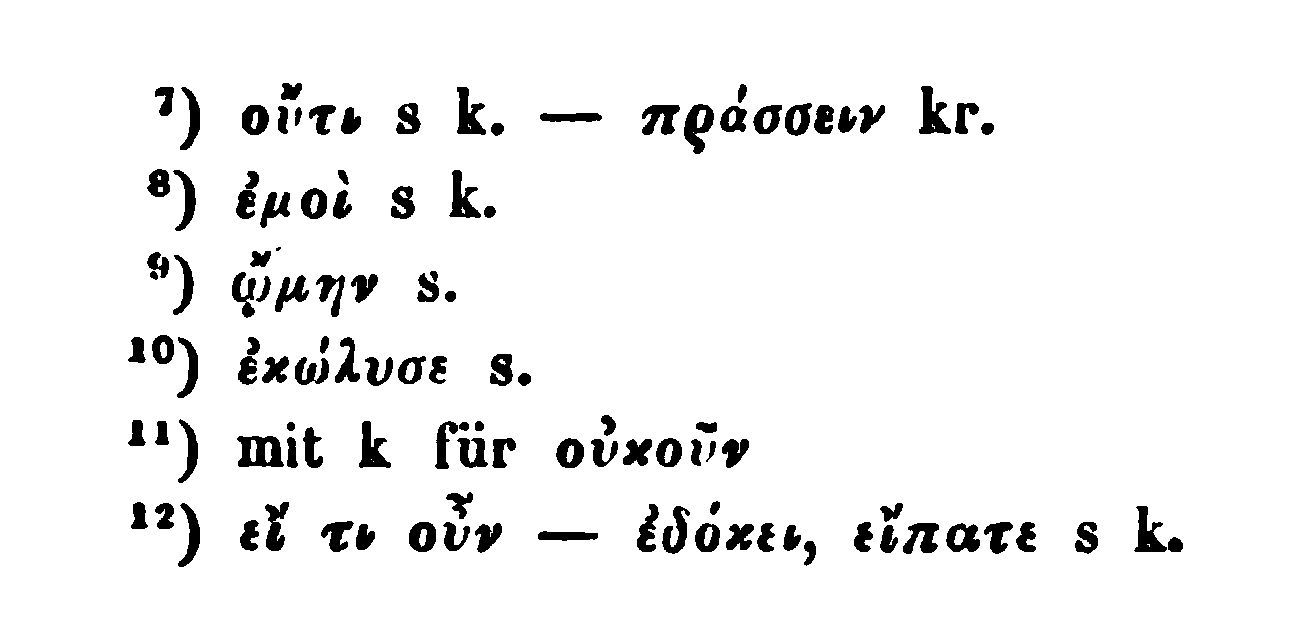 ⁷) οὔτι s k. — πράσσειν kr.
⁸) ἐμοὶ s k.
⁹) ᾤμην s.
¹⁰) ἐκώλυσε s.
¹¹) mit k für οὐκοῦν
¹²) εἴ τι οὖν — ἐδόκει, εἴπατε s k.